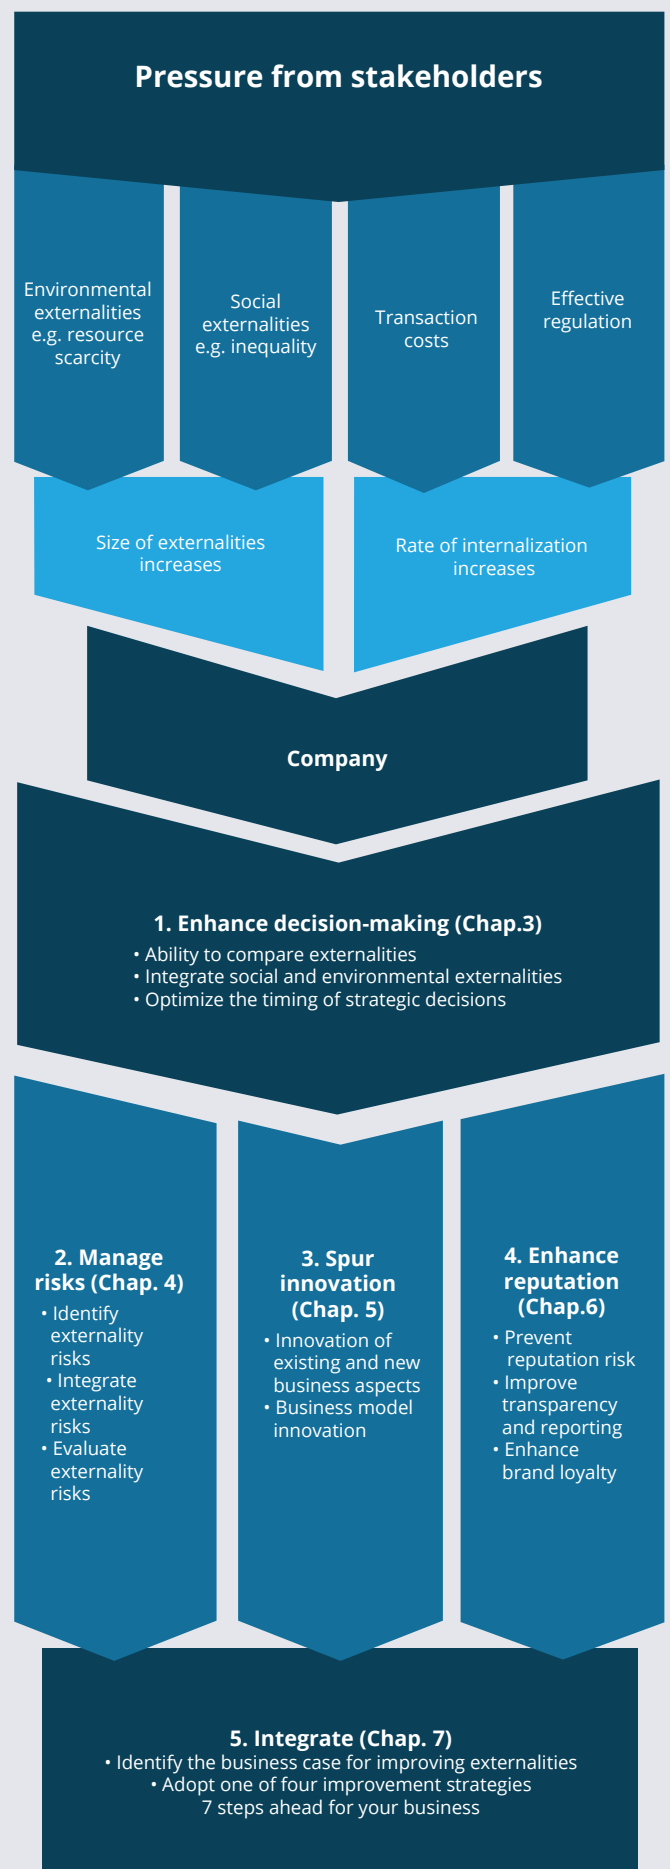 Pressure from stakeholders
Environmental
externalities
e.g. resource
scarcity
Social
externalities
e.g. inequality
Transaction
costs
Effective
regulation
Size of externalities
increases
Rate of internalization
increases
Company
1. Enhance decision-making (Chap.3)
• Ability to compare externalities
• Integrate social and environmental externalities
• Optimize the timing of strategic decisions
2. Manage
risks (Chap. 4)
• Identify
externality
risks
• Integrate
externality
risks
• Evaluate
externality
risks
3. Spur
innovation
(Chap. 5)
• Innovation of
existing and new
business aspects
• Business model
innovation
4. Enhance
reputation
(Chap.6)
• Prevent
reputation risk
• Improve
transparency
and reporting
• Enhance
brand loyalty
5. Integrate (Chap. 7)
• Identify the business case for improving externalities
• Adopt one of four improvement strategies
7 steps ahead for your business